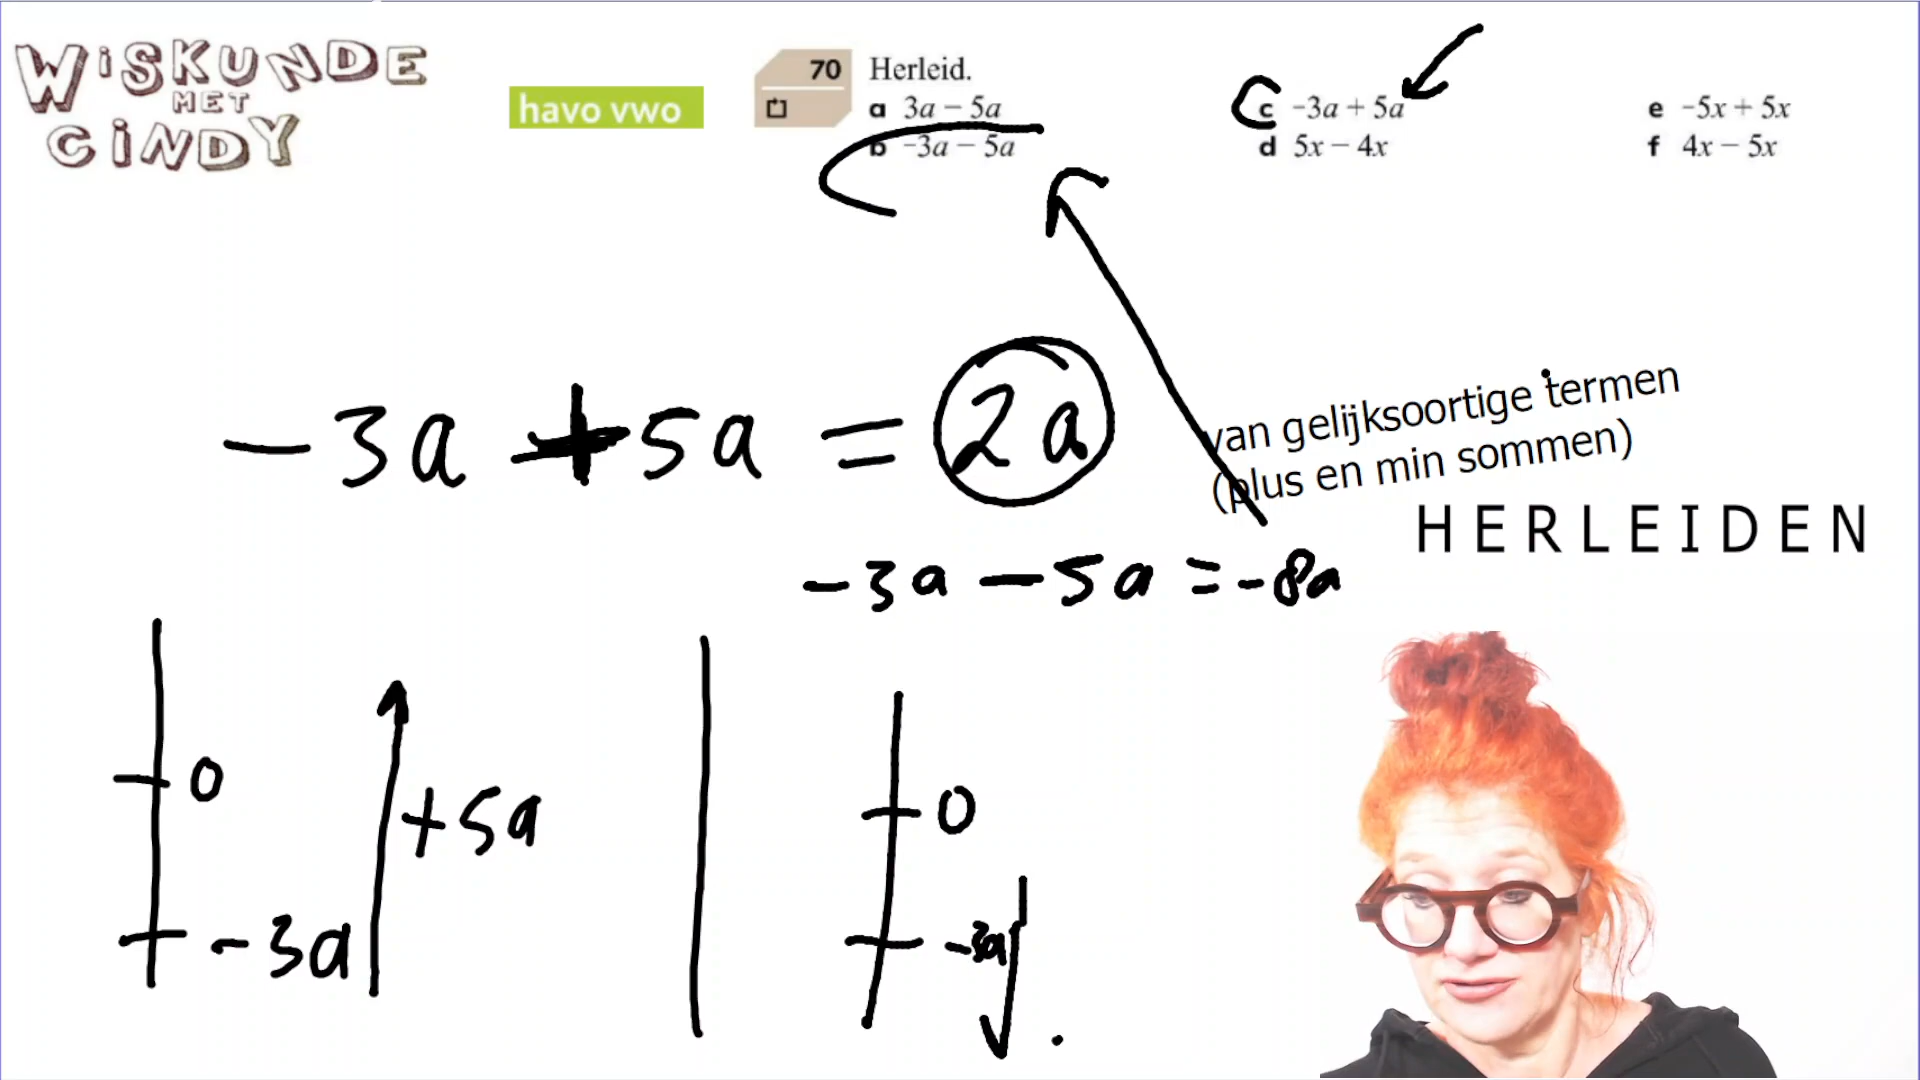 WiSKUNDE
MET
CiNDY
havo vwo
70
Herleid.
a 3a – 5a
b -3a – 5a
c -3a + 5a
d 5x – 4x
e -5x + 5x
f 4x – 5x
-3a + 5a = 2a
van gelijksoortige termen
(plus en min sommen)
HERLEIDEN
-3a - 5a = -8a
0
+5a
-3a
0
-3a